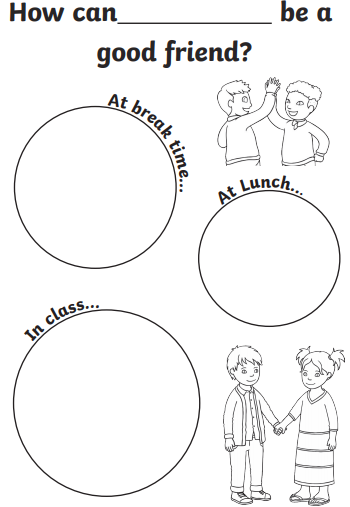 How can____________ be a
good friend?
At break time...
At Lunch...
In class...